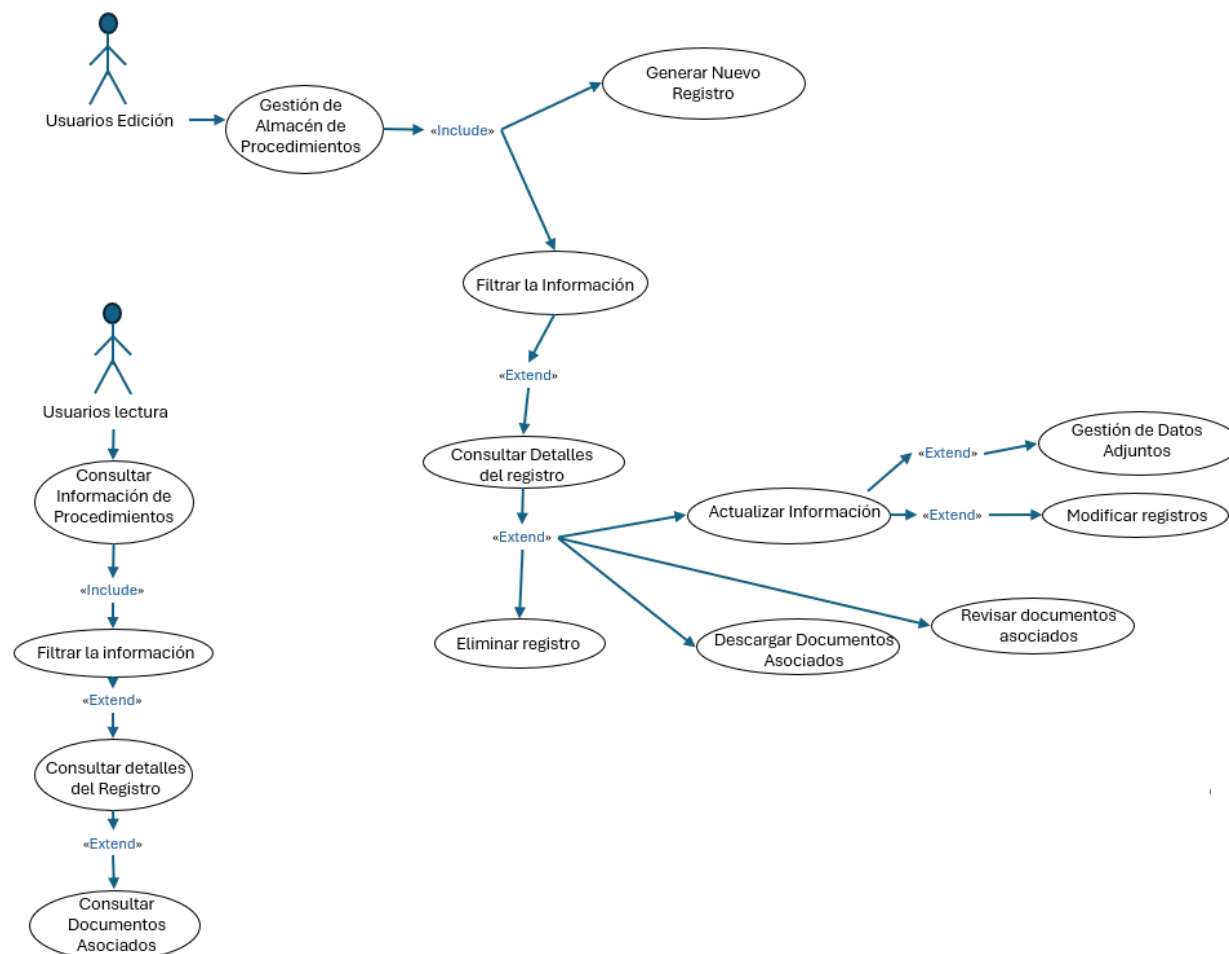 Usuarios Edición
Gestión de
Almacén de
Procedimientos
«Include»
Generar Nuevo
Registro
Filtrar la Información
«Extend»
Consultar Detalles
del registro
«Extend»
Actualizar Información
«Extend»
Gestión de Datos
Adjuntos
«Extend»
Modificar registros
Eliminar registro
Descargar Documentos
Asociados
Revisar documentos
asociados
Usuarios lectura
Consultar
Información de
Procedimientos
«Include»
Filtrar la información
«Extend»
Consultar detalles
del Registro
«Extend»
Consultar
Documentos
Asociados